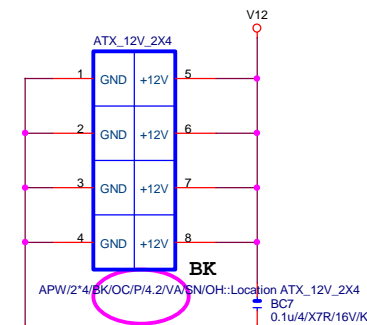 V12
ATX_12V_2X4
1 GND +12V 5
2 GND +12V 6
3 GND +12V 7
4 GND +12V 8
BK
APW/2*4/BK/OC/P/4.2/VA/SN/OH::Location ATX_12V_2X4
BC7
0.1u/4/X7R/16V/K